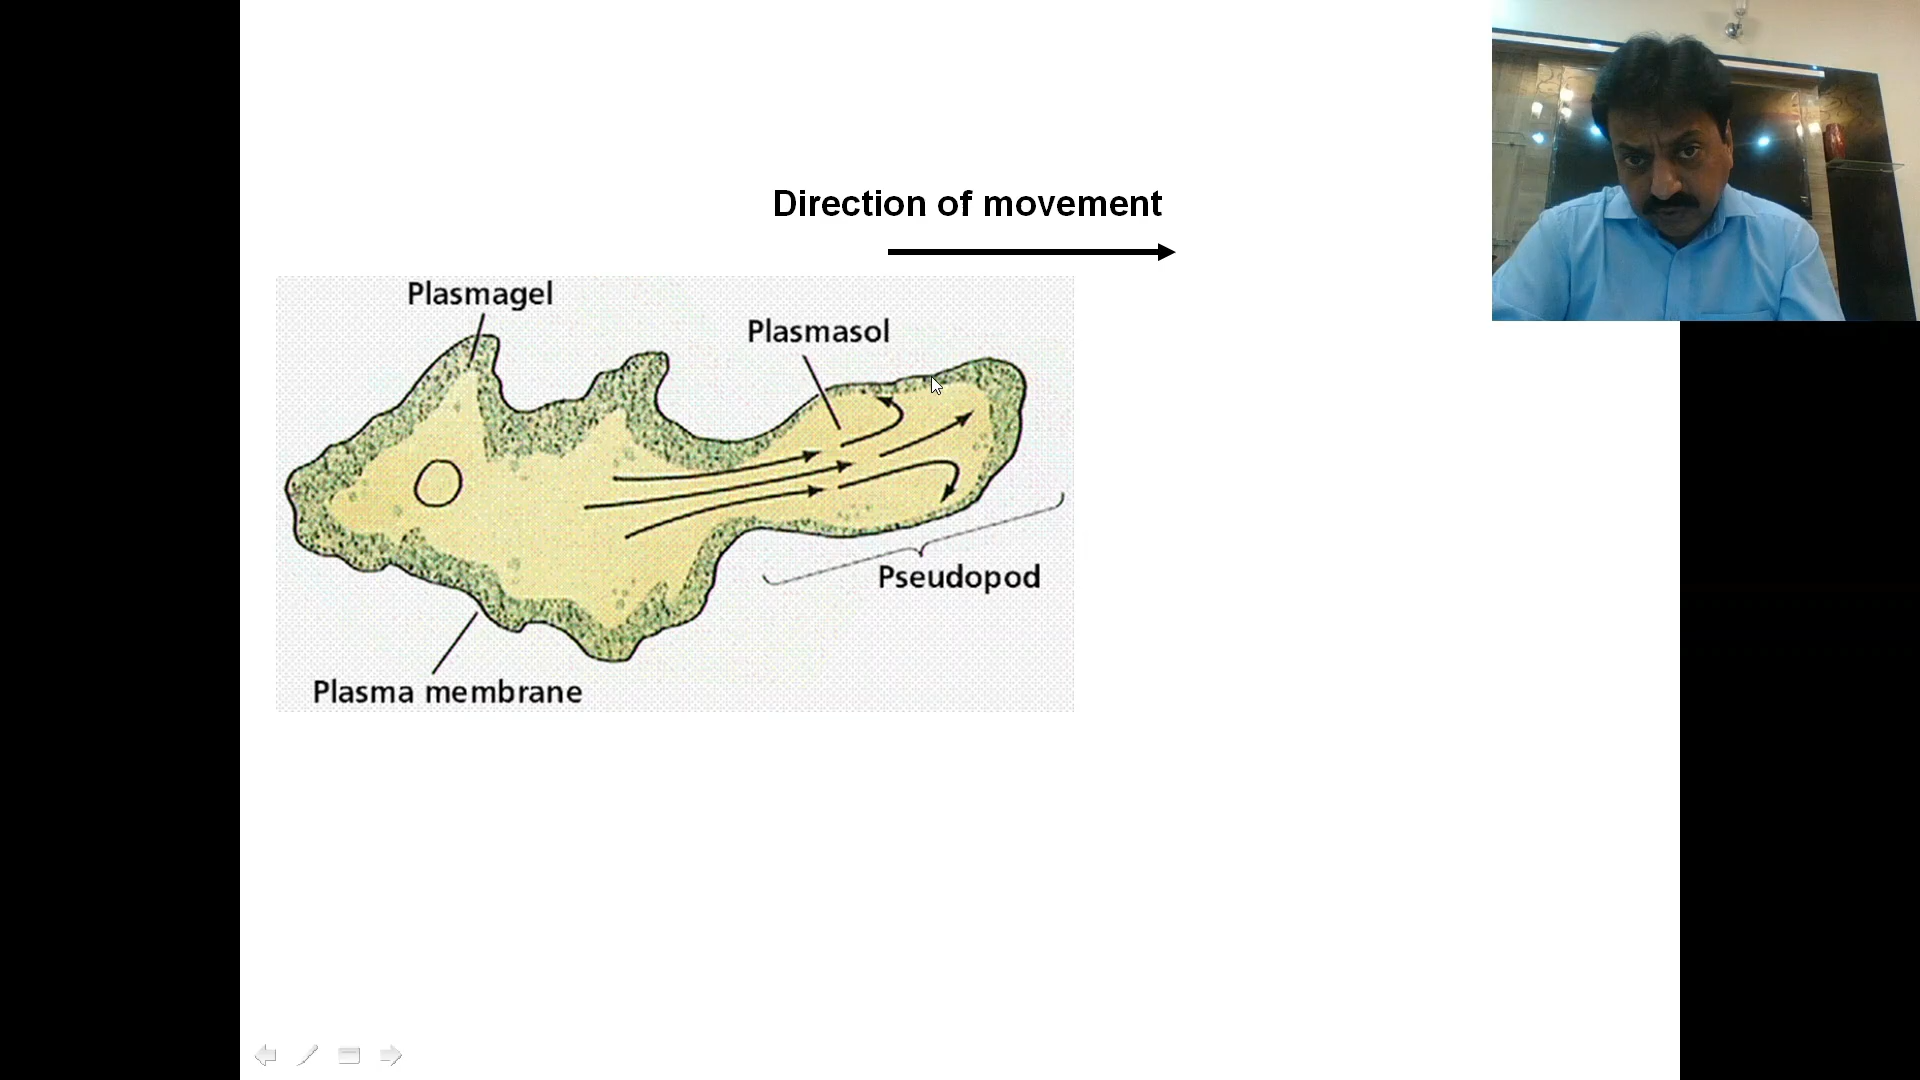 Direction of movement
Plasmagel
Plasmasol
Pseudopod
Plasma membrane